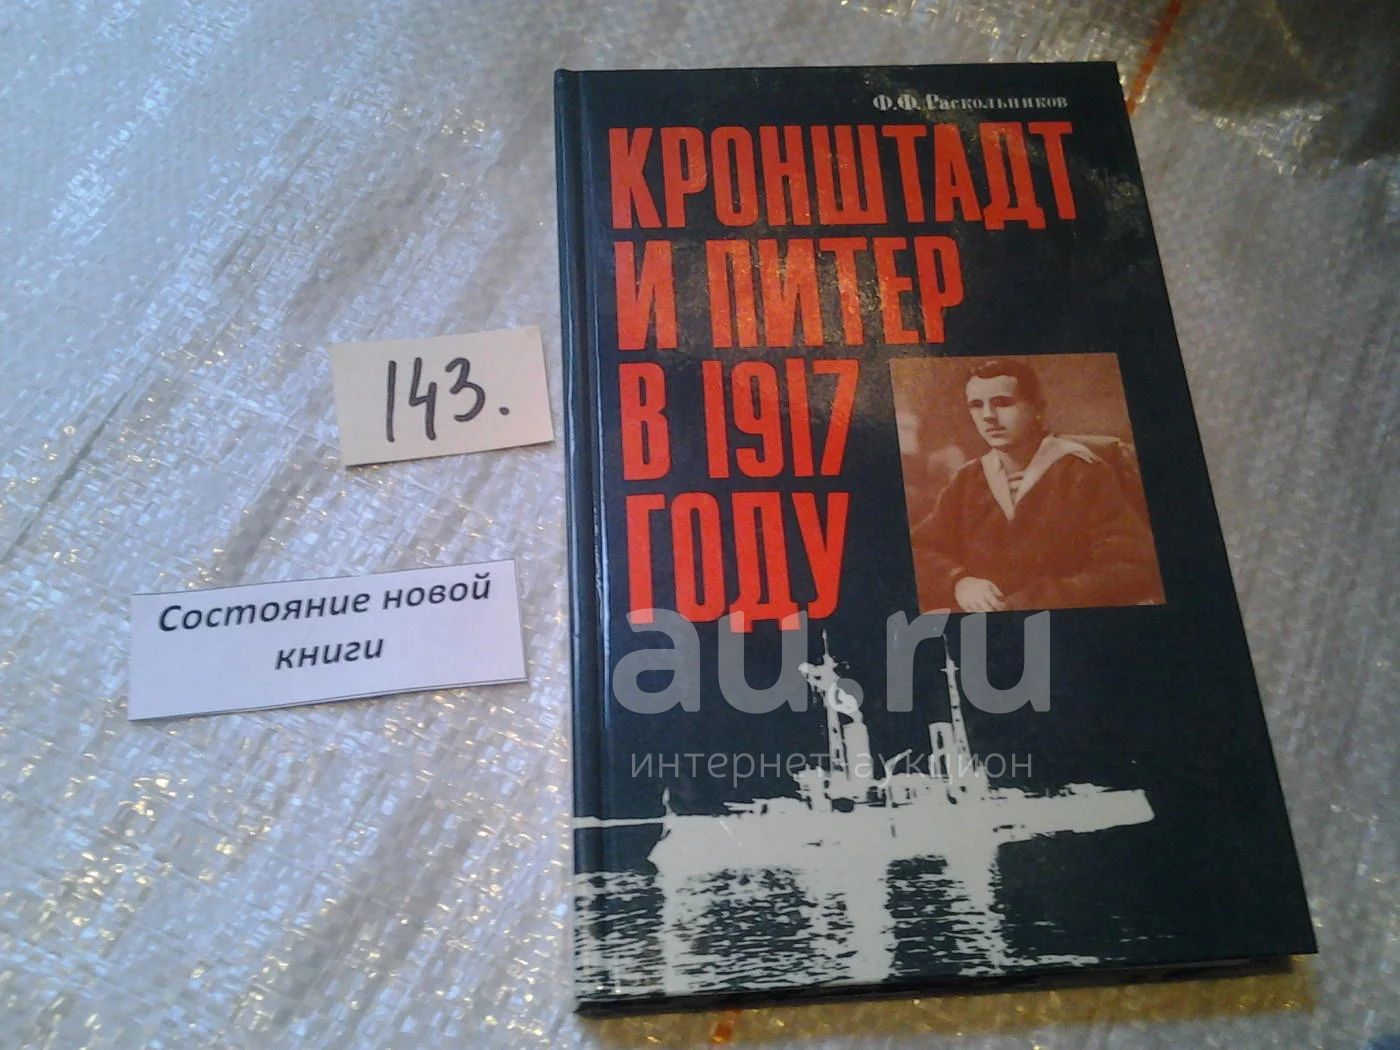 Ф.Ф. Раскольников
КРОНШТАДТ
И ПИТЕР
В 1917
ГОДУ
143.
Состояние новой
книги
au.ru
интернет-аукцион